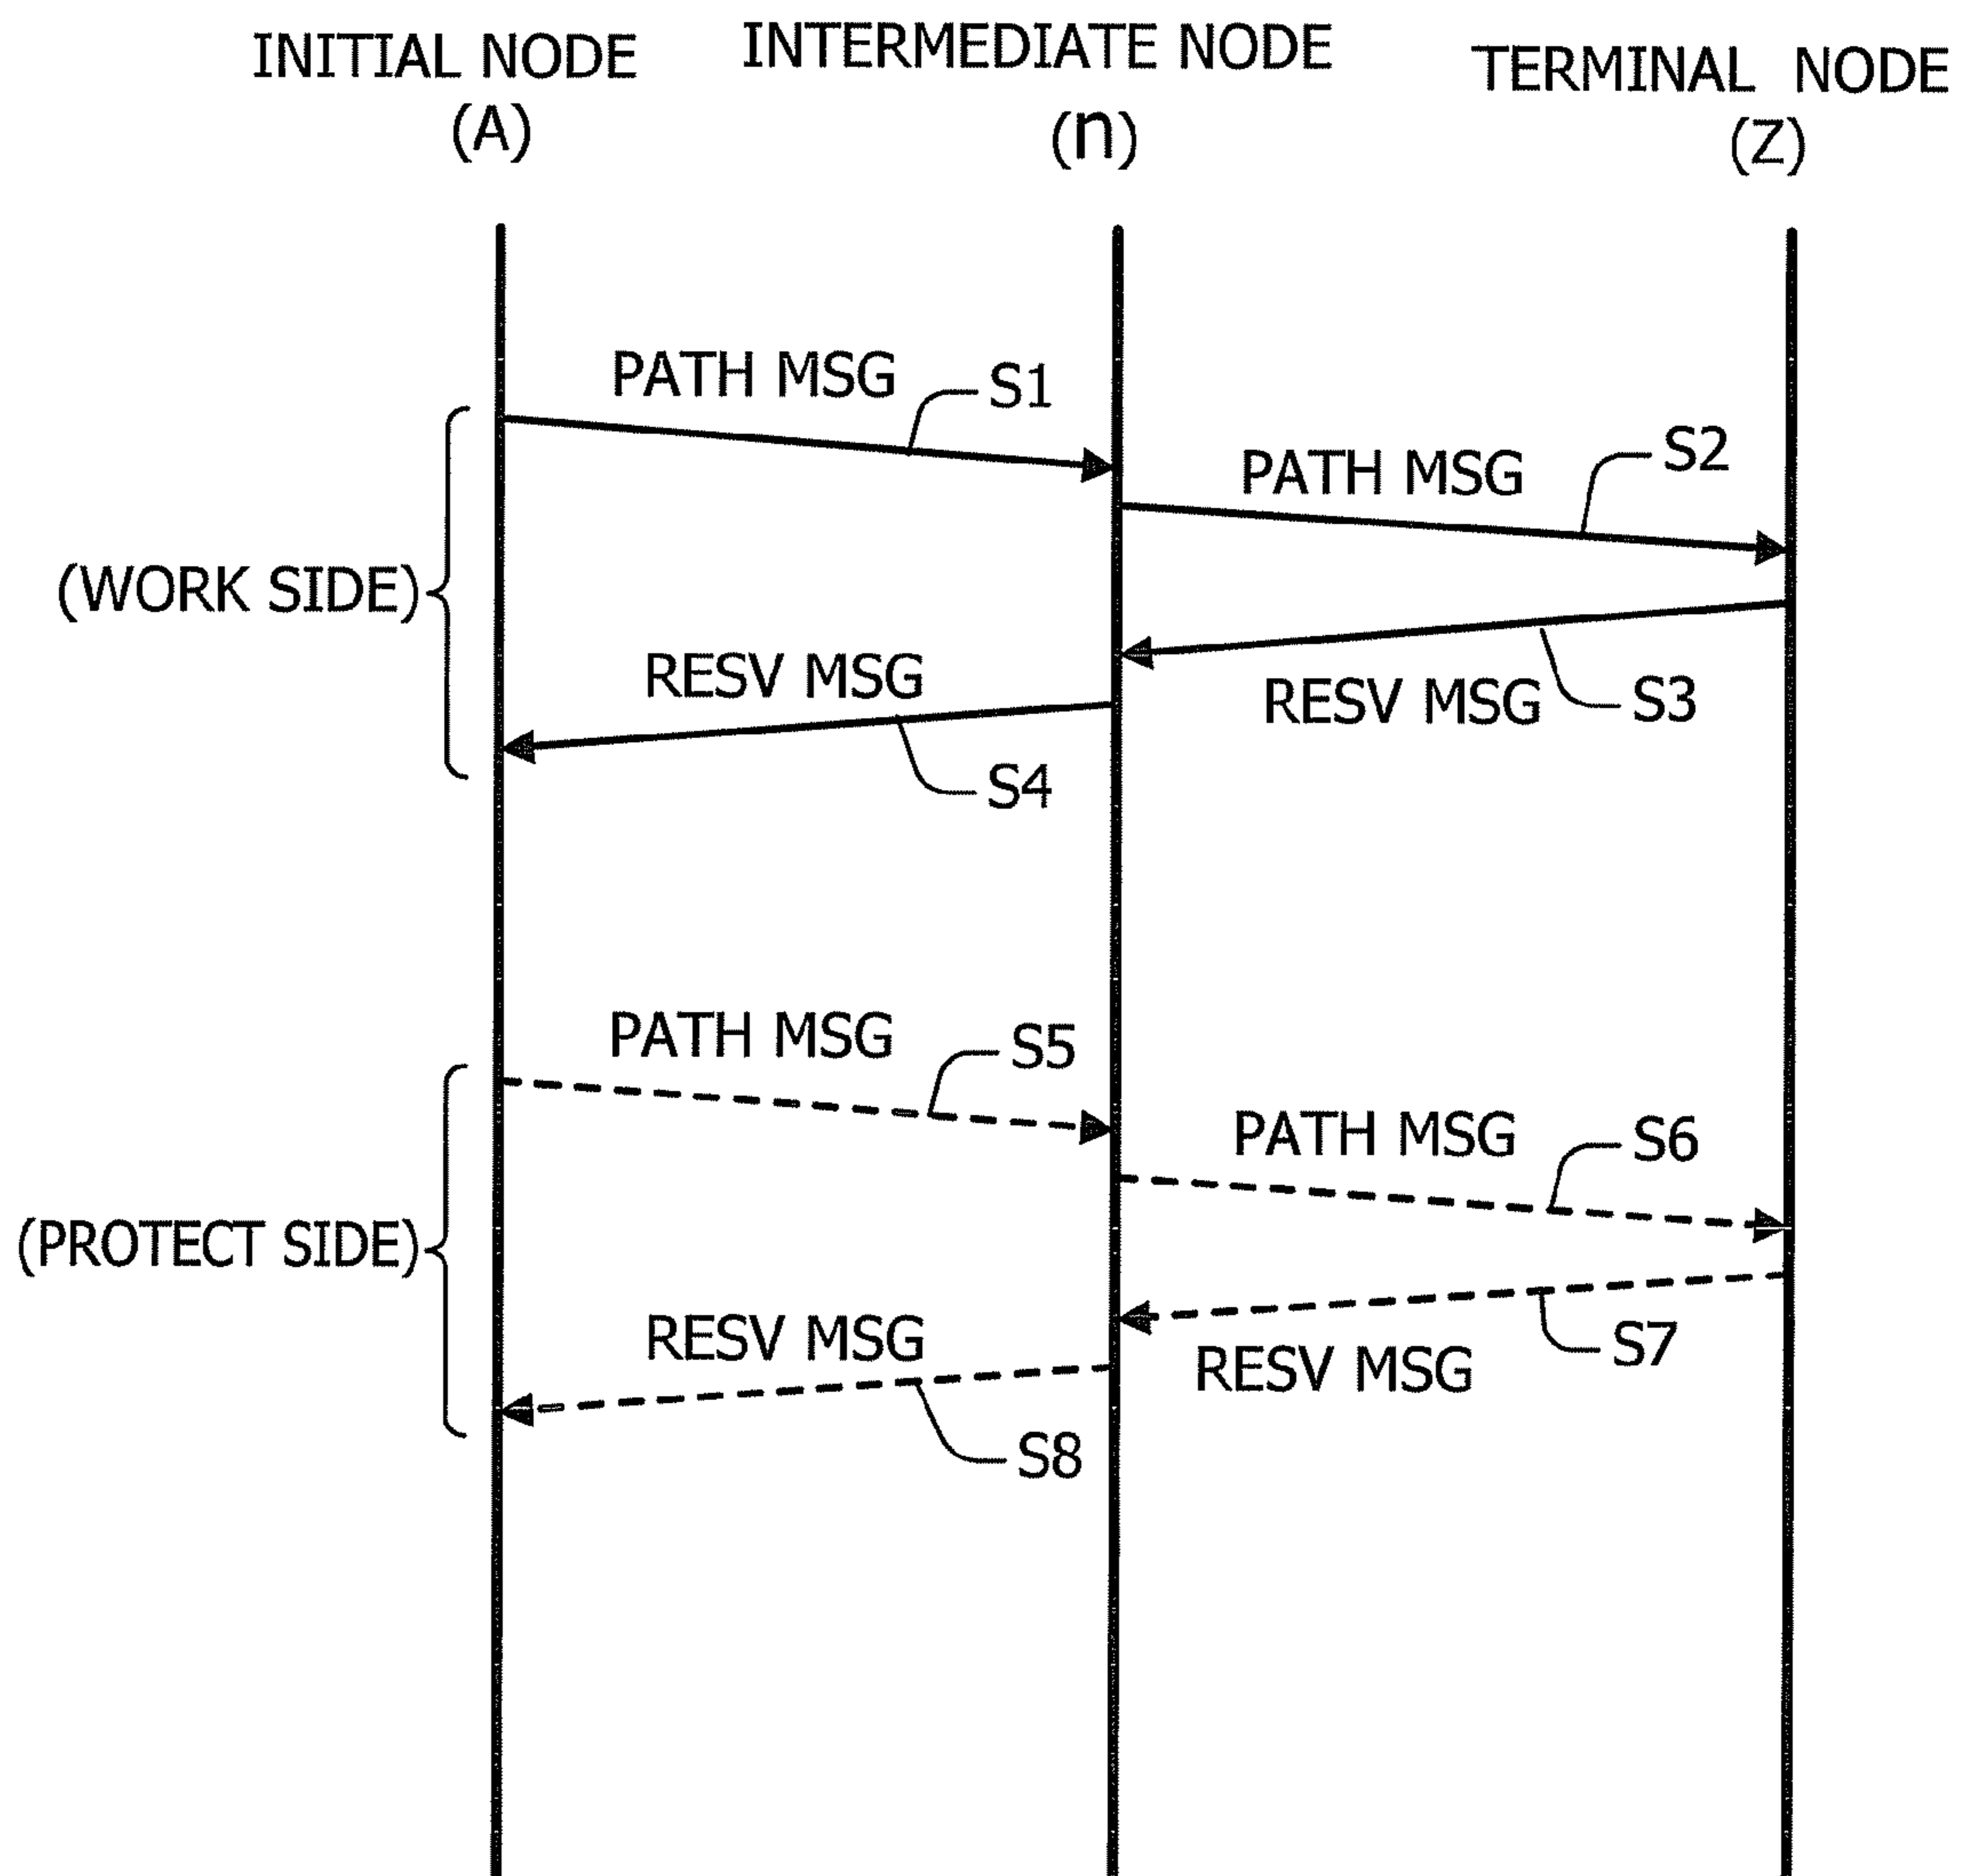 INITIAL NODE
(A)
INTERMEDIATE NODE
(n)
TERMINAL NODE
(Z)
PATH MSG
S1
PATH MSG
S2
(WORK SIDE)
RESV MSG
S3
RESV MSG
S4
PATH MSG
S5
PATH MSG
S6
(PROTECT SIDE)
RESV MSG
S7
RESV MSG
S8